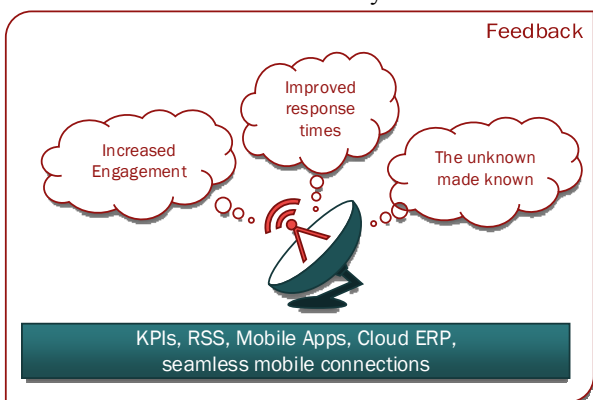 Feedback
Improved
response
times
Increased
Engagement
The unknown
made known
KPIs, RSS, Mobile Apps, Cloud ERP,
seamless mobile connections